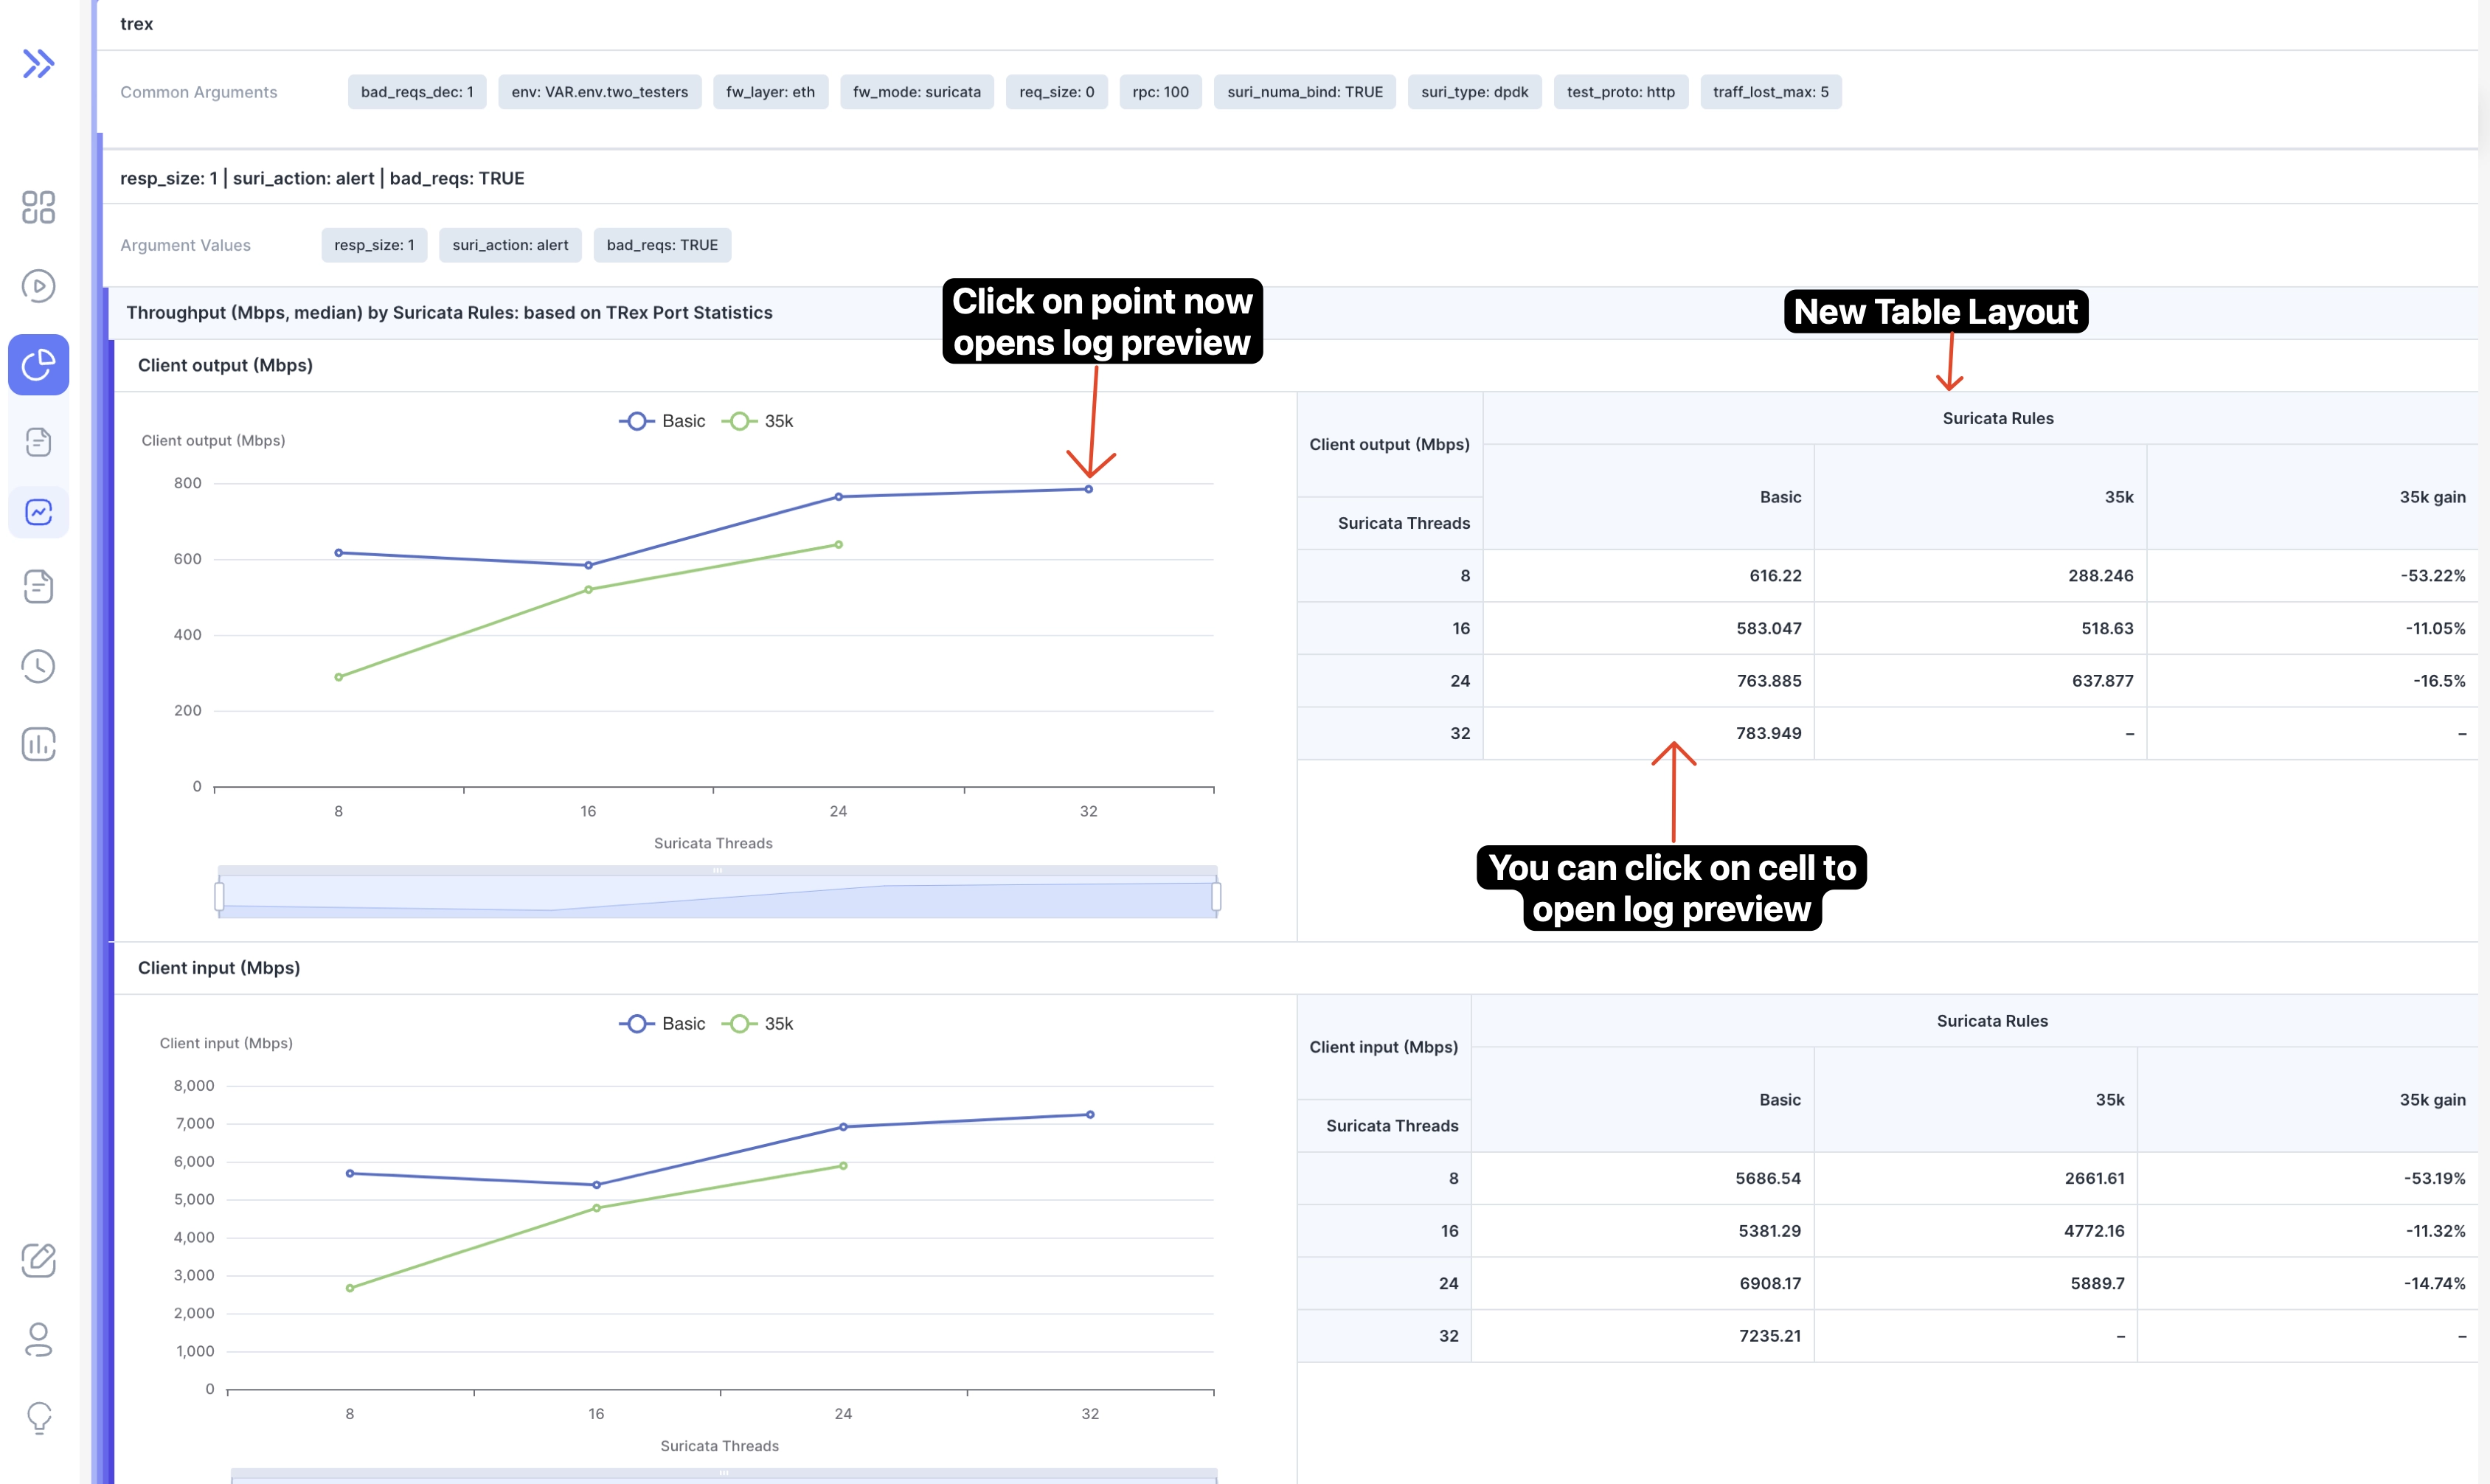 trex
Common Arguments bad_reqs_dec: 1 env: VAR.env.two_testers fw_layer: eth fw_mode: suricata req_size: 0 rpc: 100 suri_numa_bind: TRUE suri_type: dpdk test_proto: http traff_lost_max: 5
resp_size: 1 | suri_action: alert | bad_reqs: TRUE
Argument Values resp_size: 1 suri_action: alert bad_reqs: TRUE
Throughput (Mbps, median) by Suricata Rules: based on TRex Port Statistics
Click on point now
opens log preview
New Table Layout
Client output (Mbps)
Basic 35k
Client output (Mbps)
800
600
400
200
0
8 16 24 32
Suricata Threads
Client output (Mbps) Suricata Rules
Suricata Threads Basic 35k 35k gain
8 616.22 288.246 -53.22%
16 583.047 518.63 -11.05%
24 763.885 637.877 -16.5%
32 783.949 – –
You can click on cell to
open log preview
Client input (Mbps)
Basic 35k
Client input (Mbps)
8,000
7,000
6,000
5,000
4,000
3,000
2,000
1,000
0
8 16 24 32
Suricata Threads
Client input (Mbps) Suricata Rules
Suricata Threads Basic 35k 35k gain
8 5686.54 2661.61 -53.19%
16 5381.29 4772.16 -11.32%
24 6908.17 5889.7 -14.74%
32 7235.21 – –